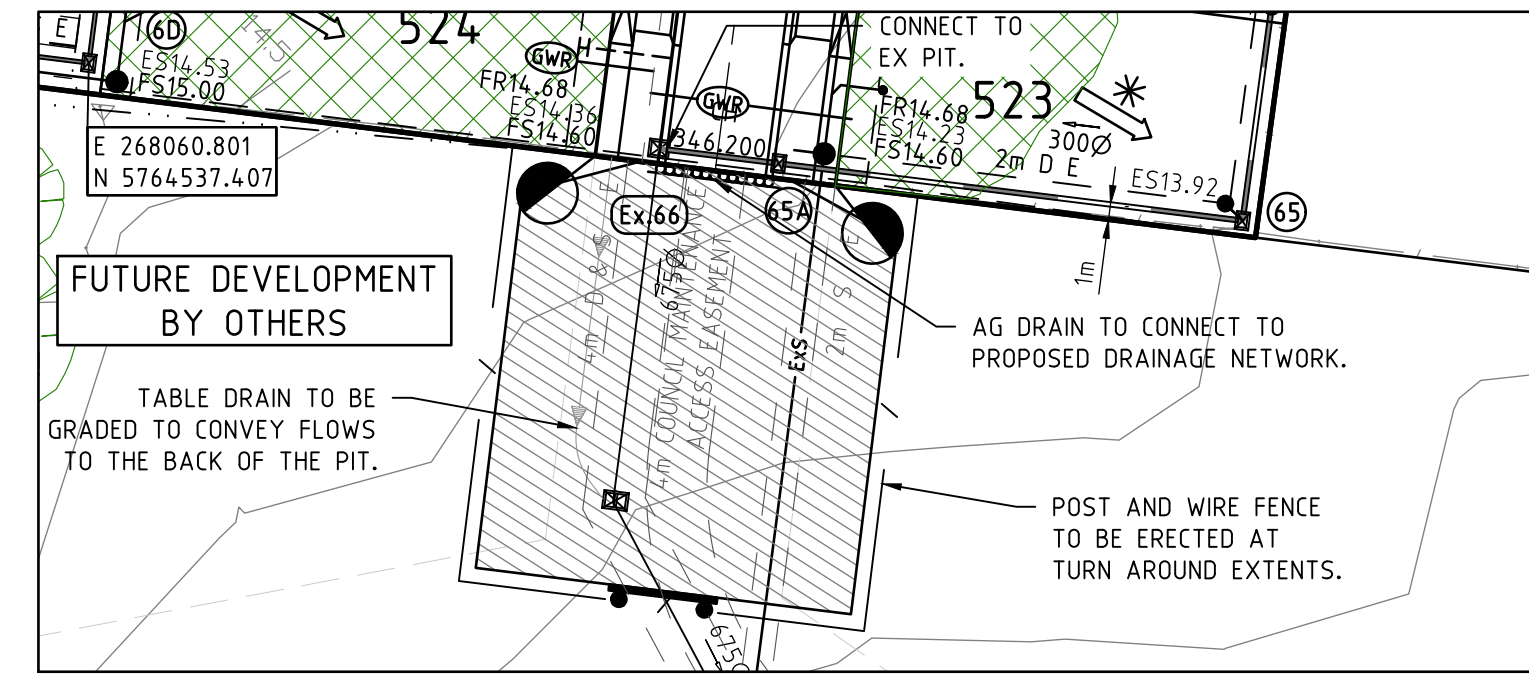 E
6D
14.5
ES14.53
FS15.00
524
GWR
FR14.68
ES14.36
FS14.60
GWR
346.200
CONNECT TO
EX PIT.
523
FR14.68
ES14.23
FS14.60
300Ø
2m D E
ES13.92
65
1m
E 268060.801
N 5764537.407
Ex.66
65A
FUTURE DEVELOPMENT
BY OTHERS
4m D & E
675Ø
4m COUNCIL MAINTENANCE
ACCESS EASEMENT
ExS
2m S E
AG DRAIN TO CONNECT TO
PROPOSED DRAINAGE NETWORK.
TABLE DRAIN TO BE
GRADED TO CONVEY FLOWS
TO THE BACK OF THE PIT.
POST AND WIRE FENCE
TO BE ERECTED AT
TURN AROUND EXTENTS.
675Ø